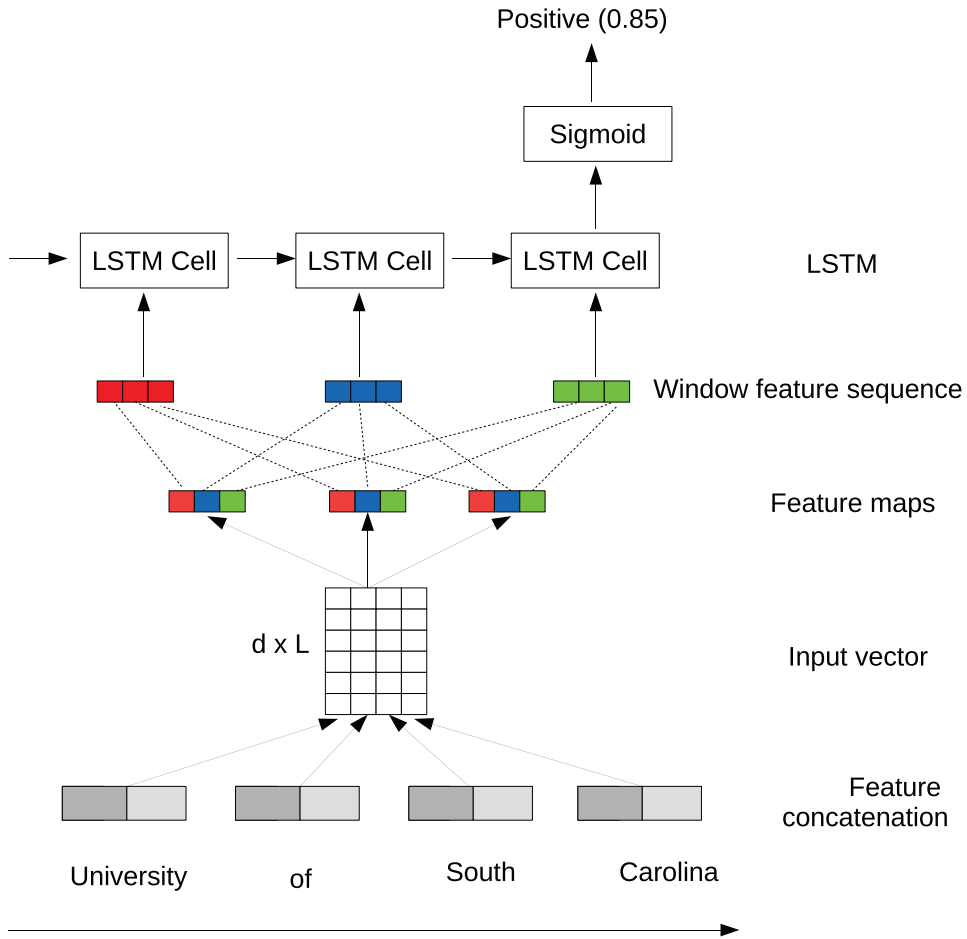 Positive (0.85)
Sigmoid
LSTM Cell
LSTM Cell
LSTM Cell
LSTM
Window feature sequence
Feature maps
d x L
Input vector
Feature
concatenation
University
of
South
Carolina